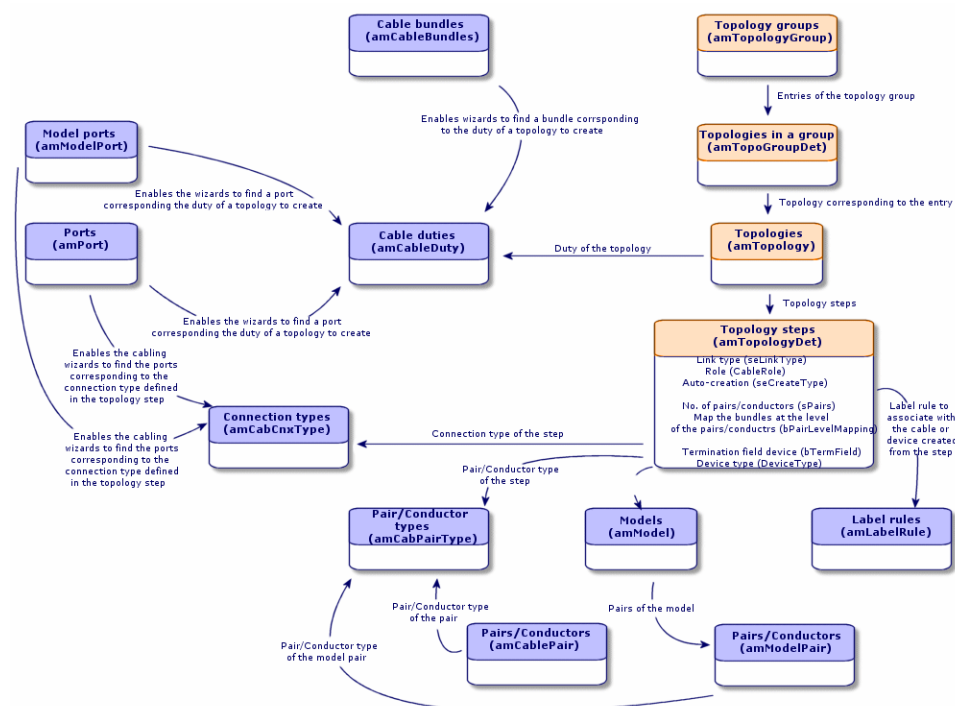 Cable bundles
(amCableBundles)
Topology groups
(amTopologyGroup)
Entries of the topology group
Enables wizards to find a bundle corrsponding
to the duty of a topology to create
Model ports
(amModelPort)
Topologies in a group
(amTopoGroupDet)
Enables the wizards to find a port
corresponding the duty of a topology to create
Topology corresponding to the entry
Ports
(amPort)
Cable duties
(amCableDuty)
Duty of the topology
Topologies
(amTopology)
Topology steps
Enables the wizards to find a port
corresponding the duty of a topology to create
Topology steps
(amTopologyDet)
Link type (seLinkType)
Role (CableRole)
Auto-creation (seCreateType)
No. of pairs/conductors (sPairs)
Map the bundles at the level
of the pairs/conductrs (bPairLevelMapping)
Termination field device (bTermField)
Device type (DeviceType)
Enables the cabling
wizards to find the ports
corresponding to the
connection type defined
in the topology step
Label rule to
associate with
the cable or
device created
from the step
Connection types
(amCabCnxType)
Connection type of the step
Enables the cabling
wizards to find the ports
corresponding to the
connection type defined
in the topology step
Pair/Conductor type
of the step
Pair/Conductor
types
(amCabPairType)
Models
(amModel)
Label rules
(amLabelRule)
Pair/Conductor type
of the pair
Pairs of the model
Pair/Conductor type
of the model pair
Pairs/Conductors
(amCablePair)
Pairs/Conductors
(amModelPair)